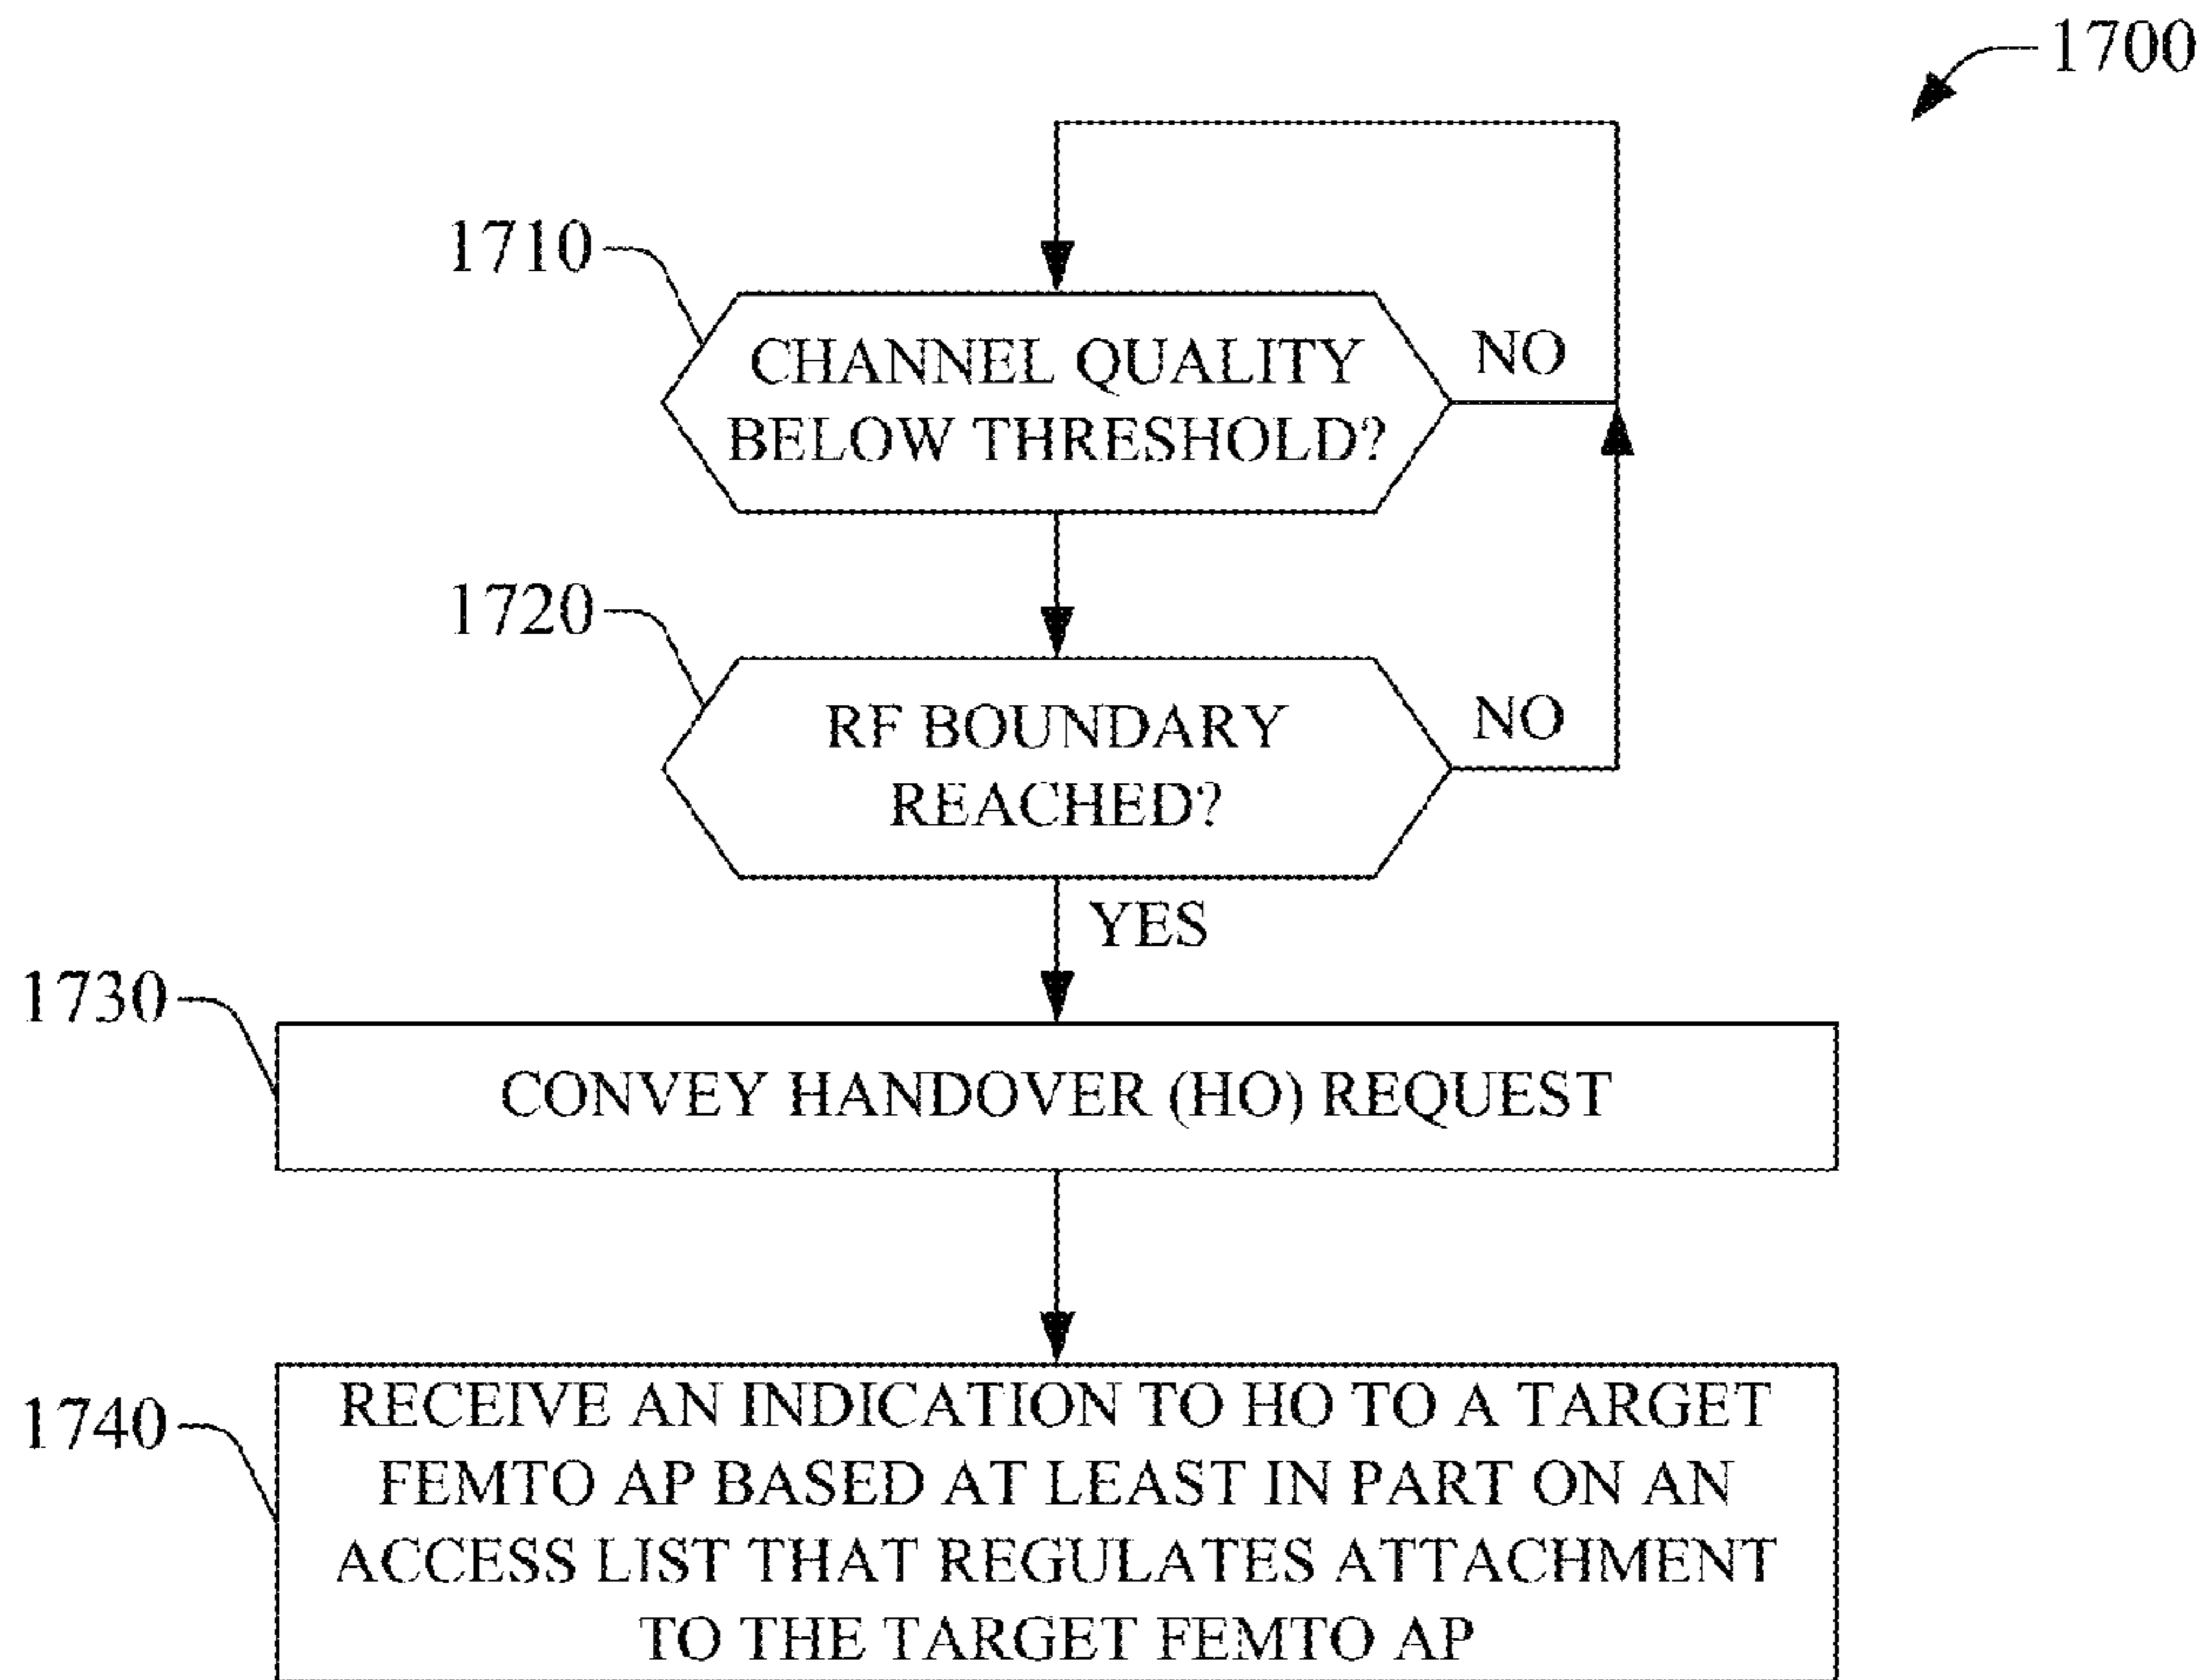 1700
1710
CHANNEL QUALITY
BELOW THRESHOLD?
NO
1720
RF BOUNDARY
REACHED?
NO
YES
1730
CONVEY HANDOVER (HO) REQUEST
1740
RECEIVE AN INDICATION TO HO TO A TARGET
FEMTO AP BASED AT LEAST IN PART ON AN
ACCESS LIST THAT REGULATES ATTACHMENT
TO THE TARGET FEMTO AP